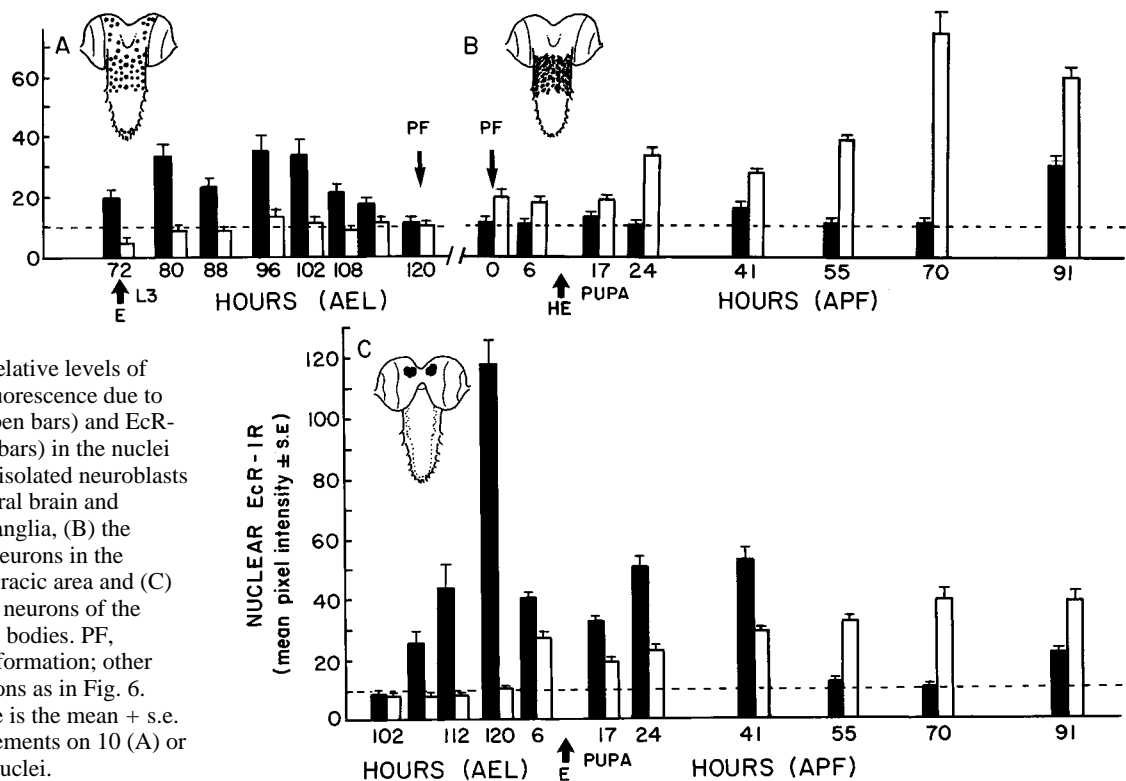 A
B
60
40
20
0
PF
PF
72 80 88 96 102 108 120 0 6 17 24 41 55 70 91
E L3 HOURS (AEL) HE PUPA HOURS (APF)
elative levels of
uorescence due to
pen bars) and EcR-
bars) in the nuclei
isolated neuroblasts
ral brain and
anglia, (B) the
eurons in the
racic area and (C)
neurons of the
bodies. PF,
formation; other
ons as in Fig. 6.
e is the mean + s.e.
ements on 10 (A) or
nuclei.
C
NUCLEAR EcR-IR
(mean pixel intensity ± s.E)
120
100
80
60
40
20
0
102 112 120 6 17 24 41 55 70 91
HOURS (AEL) E PUPA HOURS (APF)